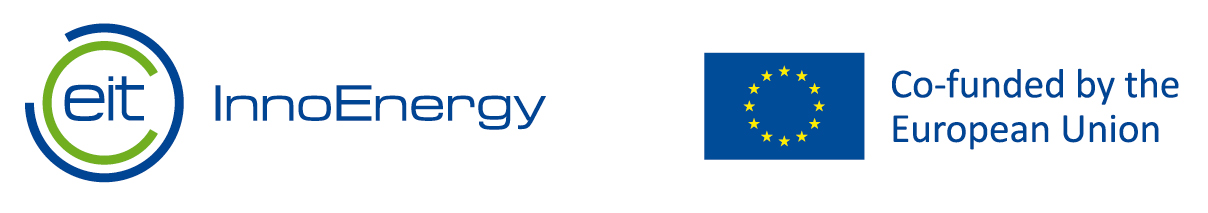 eit InnoEnergy
Co-funded by the
European Union